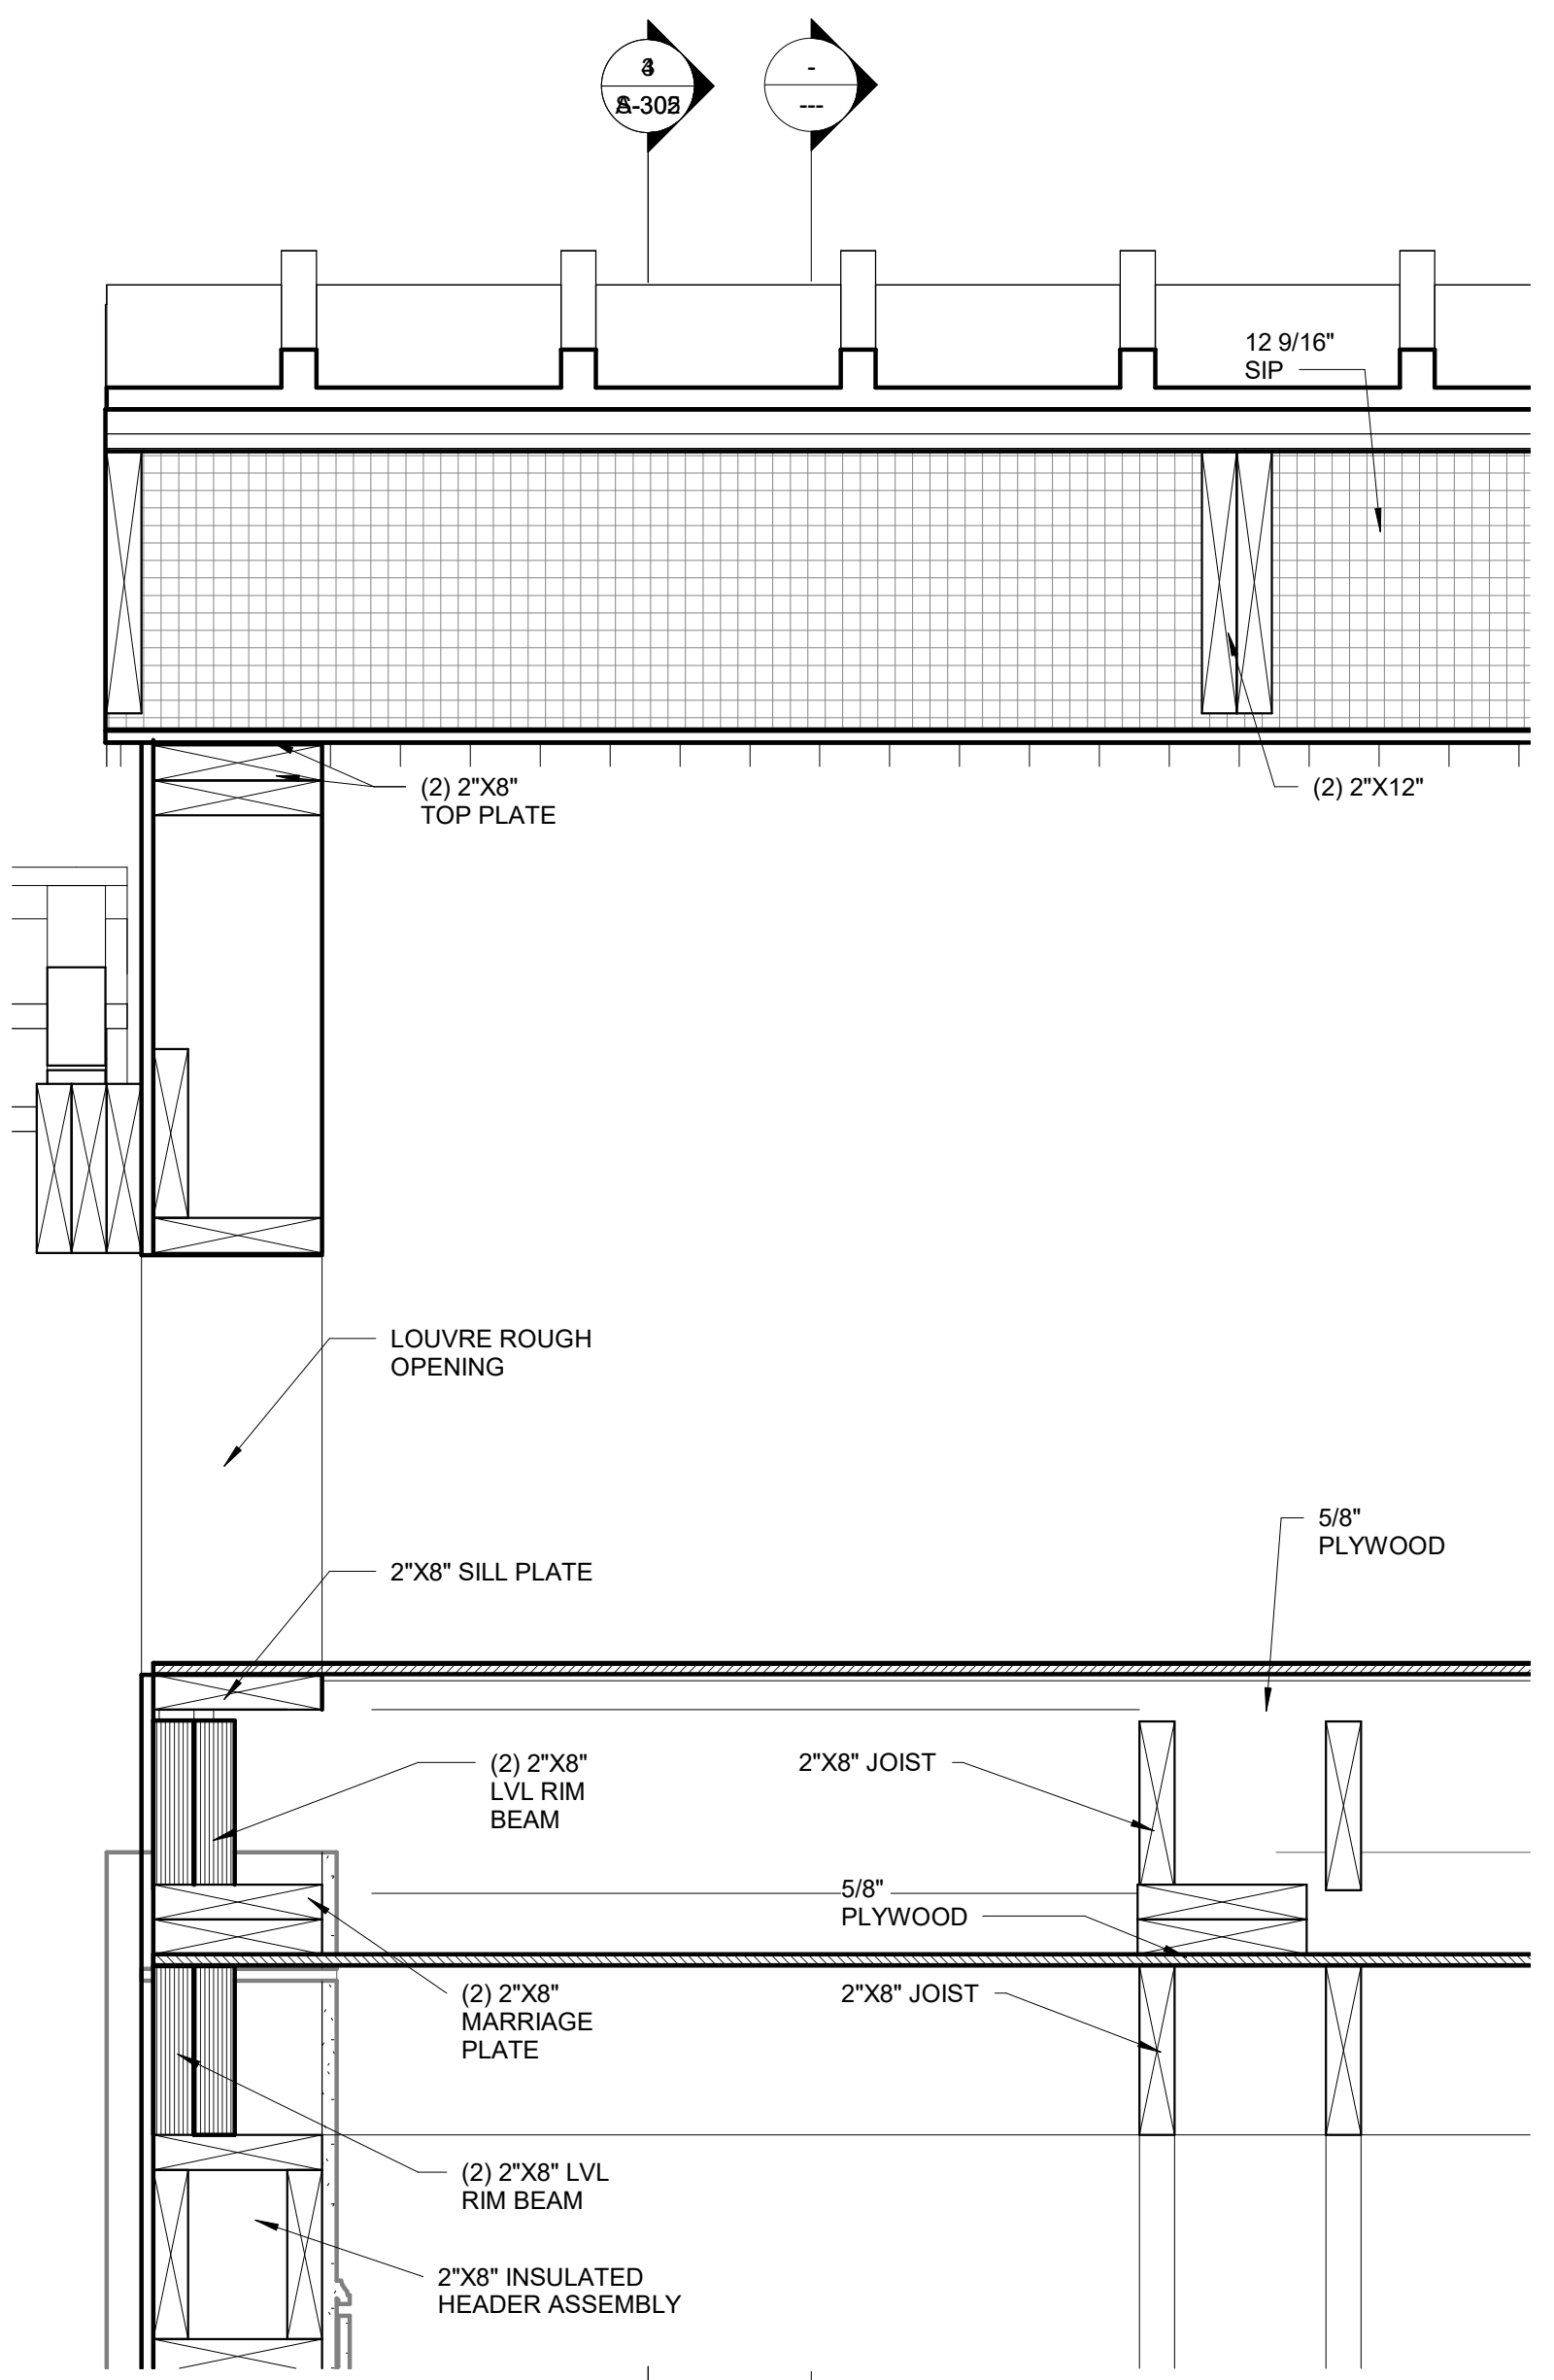 -
---
12 9/16"
SIP
(2) 2"X8"
TOP PLATE
(2) 2"X12"
LOUVRE ROUGH
OPENING
5/8"
PLYWOOD
2"X8" SILL PLATE
(2) 2"X8"
LVL RIM
BEAM
2"X8" JOIST
5/8"
PLYWOOD
(2) 2"X8"
MARRIAGE
PLATE
2"X8" JOIST
(2) 2"X8" LVL
RIM BEAM
2"X8" INSULATED
HEADER ASSEMBLY